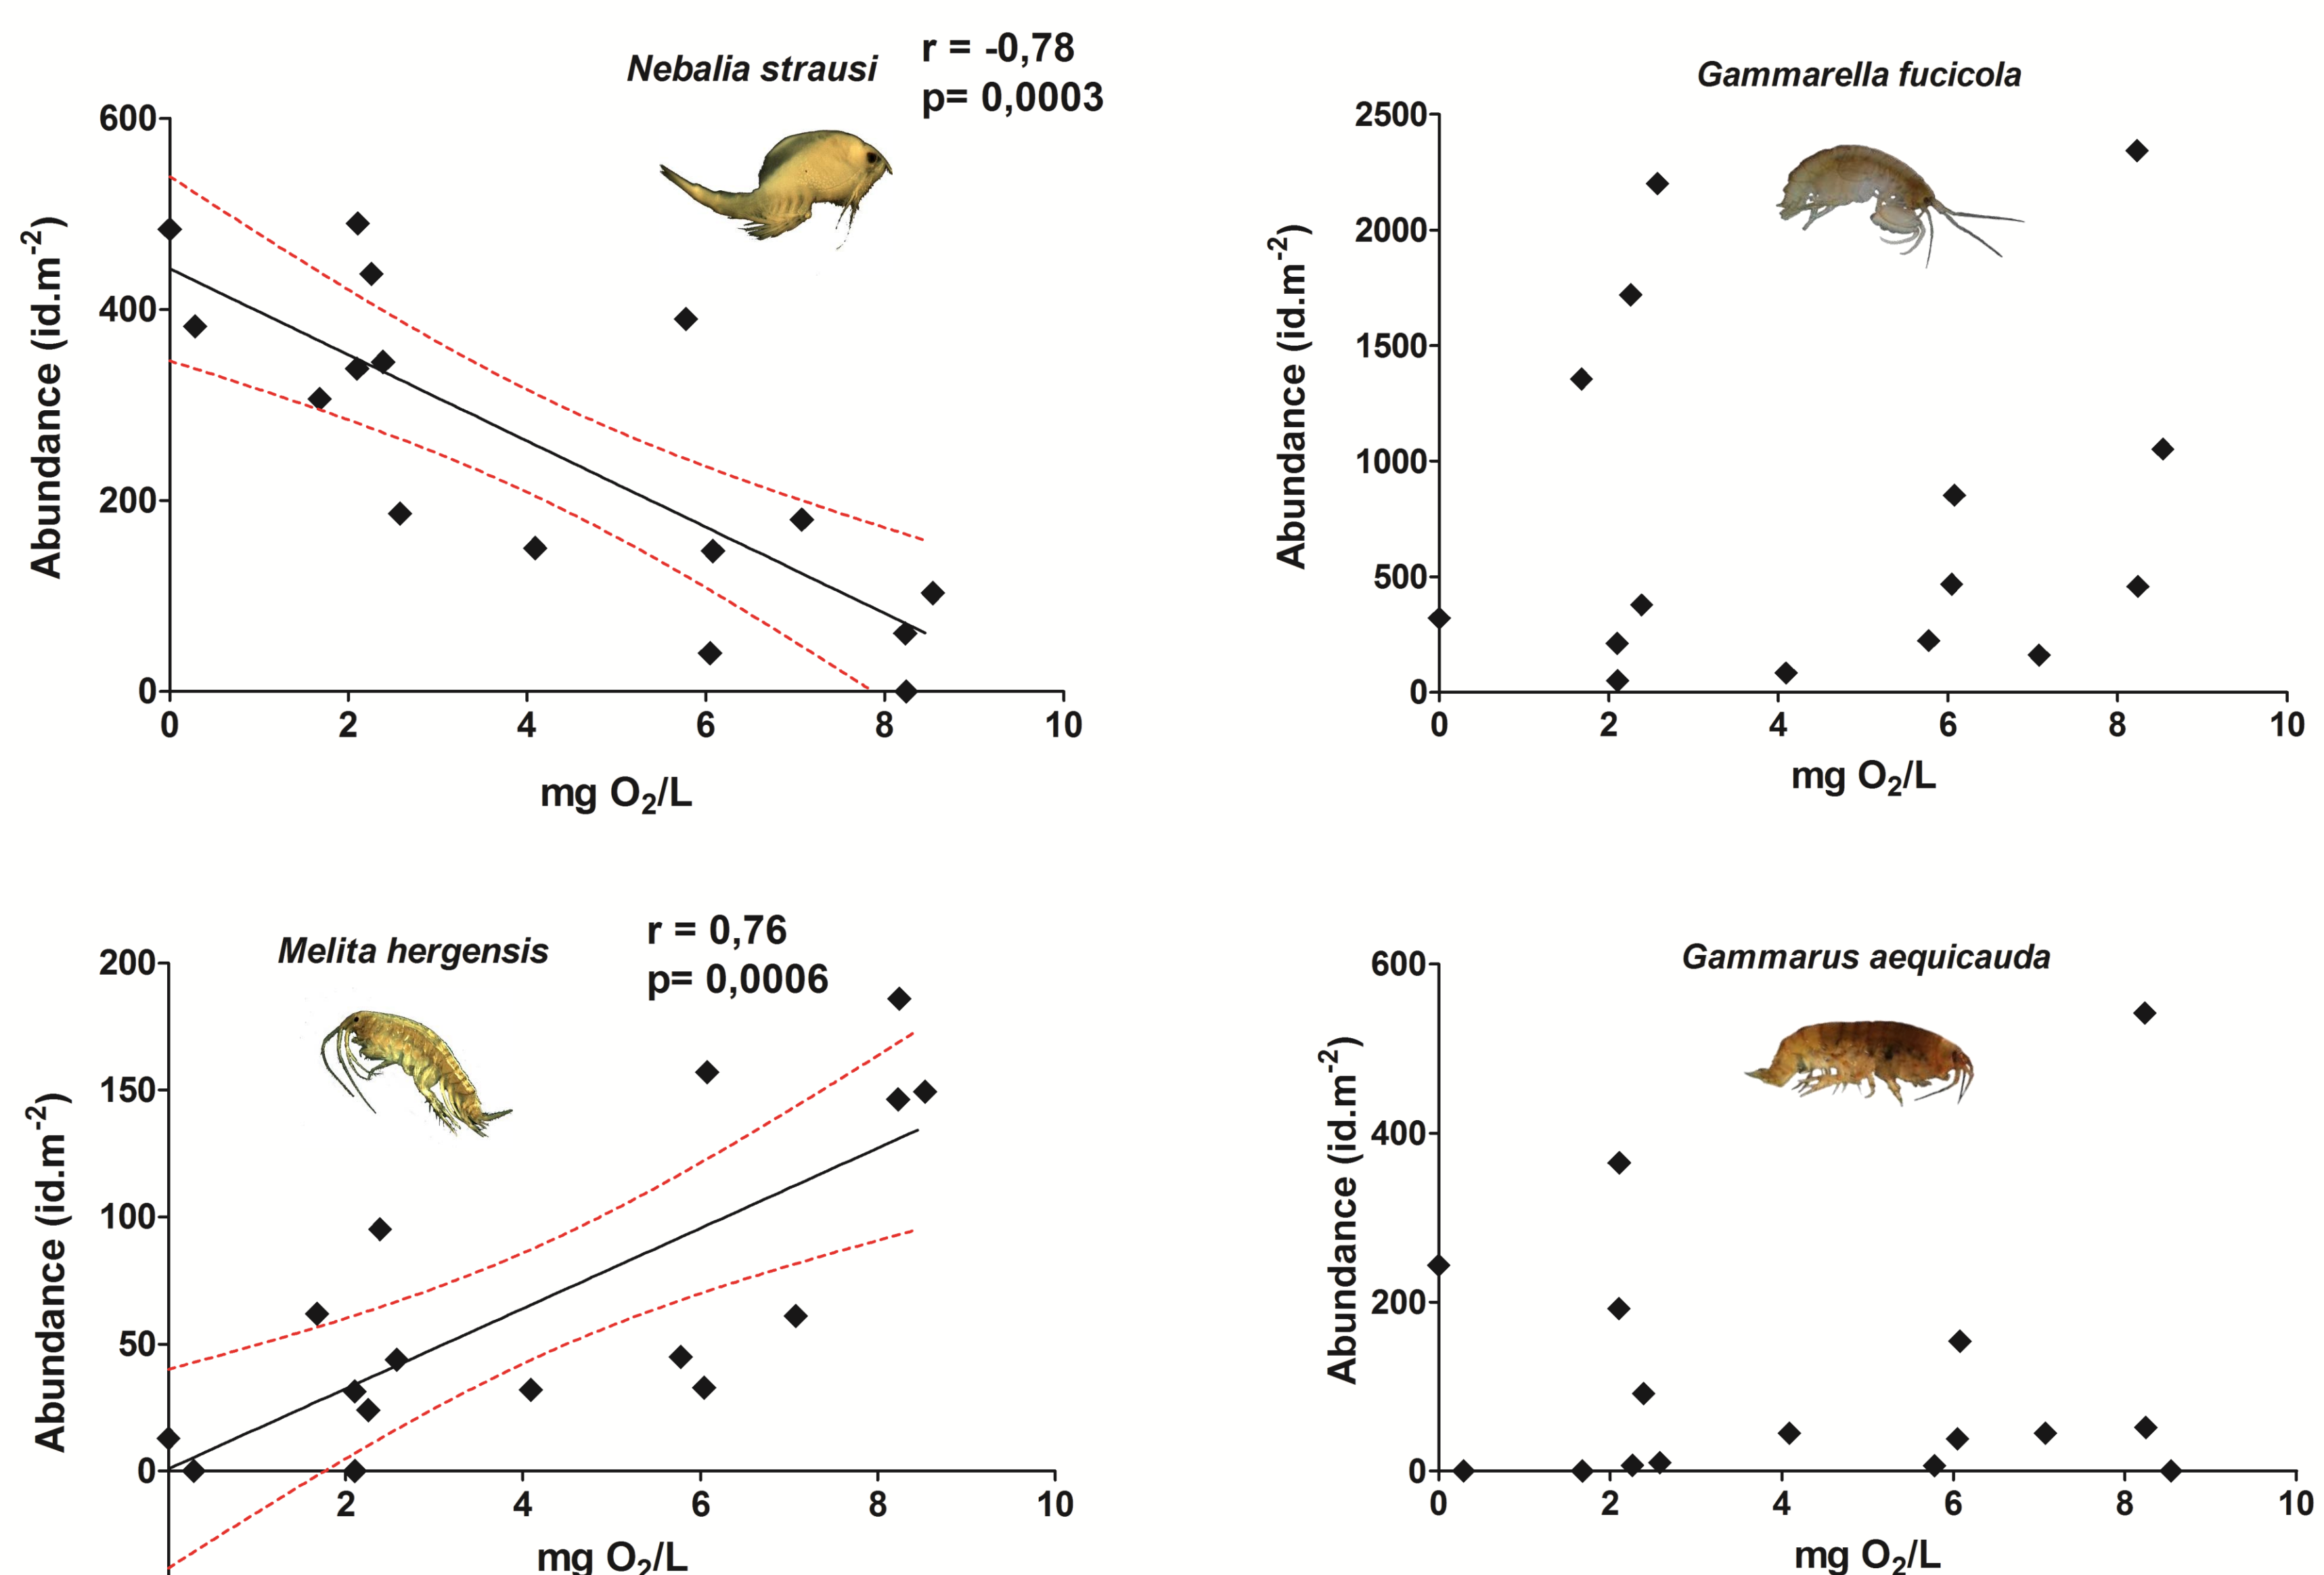 Nebalia strausi
r = -0,78
p= 0,0003
Abundance (id.m-2)
600
400
200
0
0 2 4 6 8 10
mg O2/L
Gammarella fucicola
Abundance (id.m-2)
2500
2000
1500
1000
500
0
0 2 4 6 8 10
mg O2/L
Melita hergensis
r = 0,76
p= 0,0006
Abundance (id.m-2)
200
150
100
50
0
2 4 6 8 10
mg O2/L
Gammarus aequicauda
Abundance (id.m-2)
600
400
200
0
0 2 4 6 8 10
mg O2/L